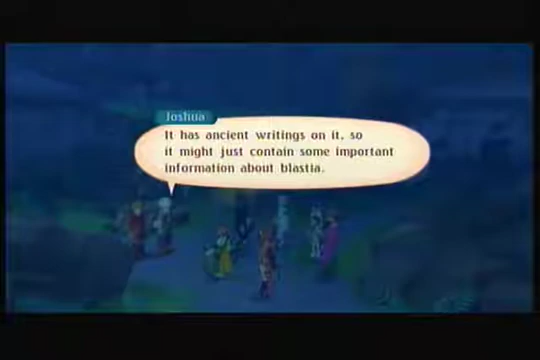 Joshua
It has ancient writings on it, so
it might just contain some important
information about blastia.